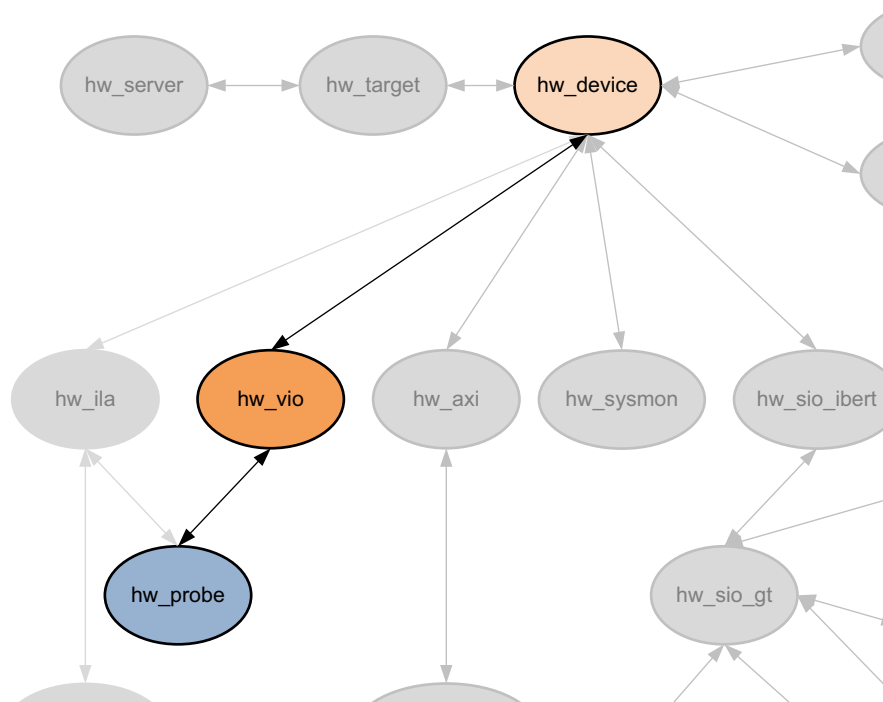 hw_server
hw_target
hw_device
hw_ila
hw_vio
hw_axi
hw_sysmon
hw_sio_ibert
hw_probe
hw_sio_gt